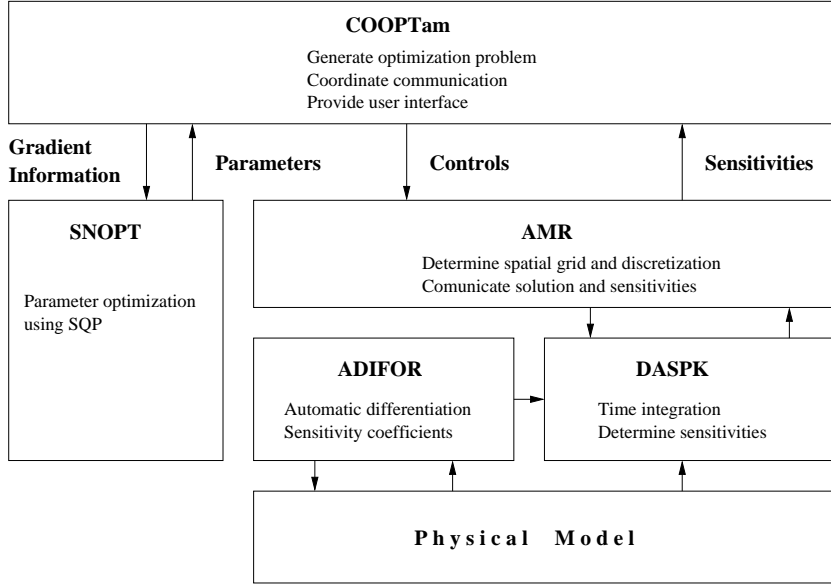 COOPTam
Generate optimization problem
Coordinate communication
Provide user interface
Gradient
Information
Parameters
Controls
Sensitivities
SNOPT
Parameter optimization
using SQP
AMR
Determine spatial grid and discretization
Comunicate solution and sensitivities
ADIFOR
Automatic differentiation
Sensitivity coefficients
DASPK
Time integration
Determine sensitivities
Physical Model